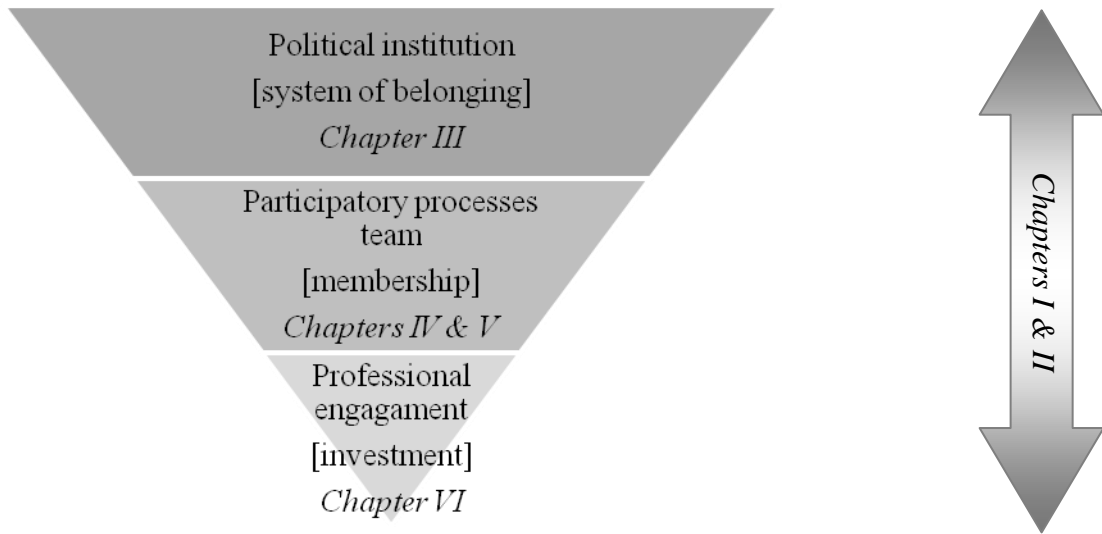 Political institution
[system of belonging]
Chapter III
Participatory processes
team
[membership]
Chapters IV & V
Professional
engagament
[investment]
Chapter VI
Chapters I & II